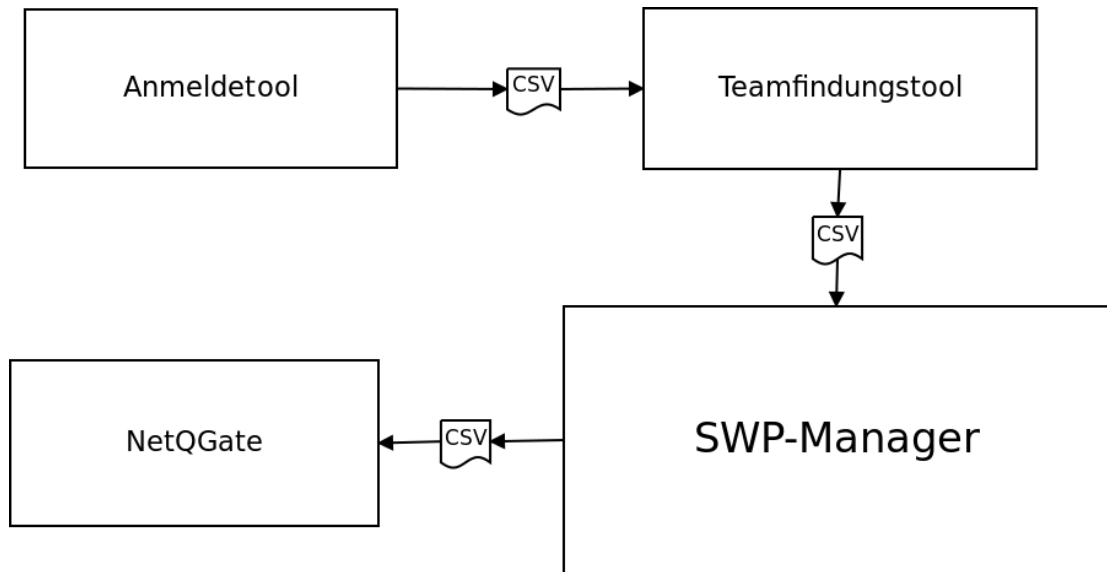 Anmeldetool
CSV
Teamfindungstool
CSV
SWP-Manager
CSV
NetQGate